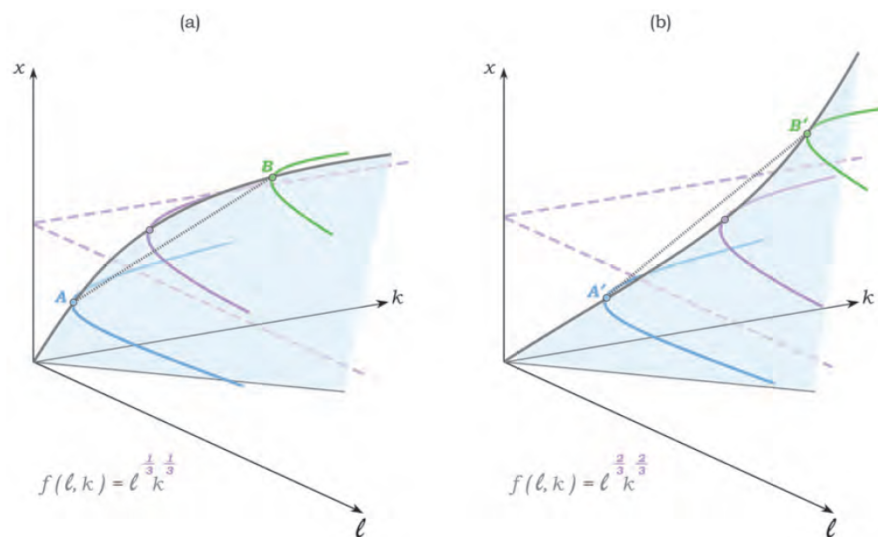 (a)
(b)
x
x
B
B′
A
A′
k
k
f(ℓ, k) = ℓ^{1/3} k^{1/3}
f(ℓ, k) = ℓ^{2/3} k^{2/3}
ℓ
ℓ